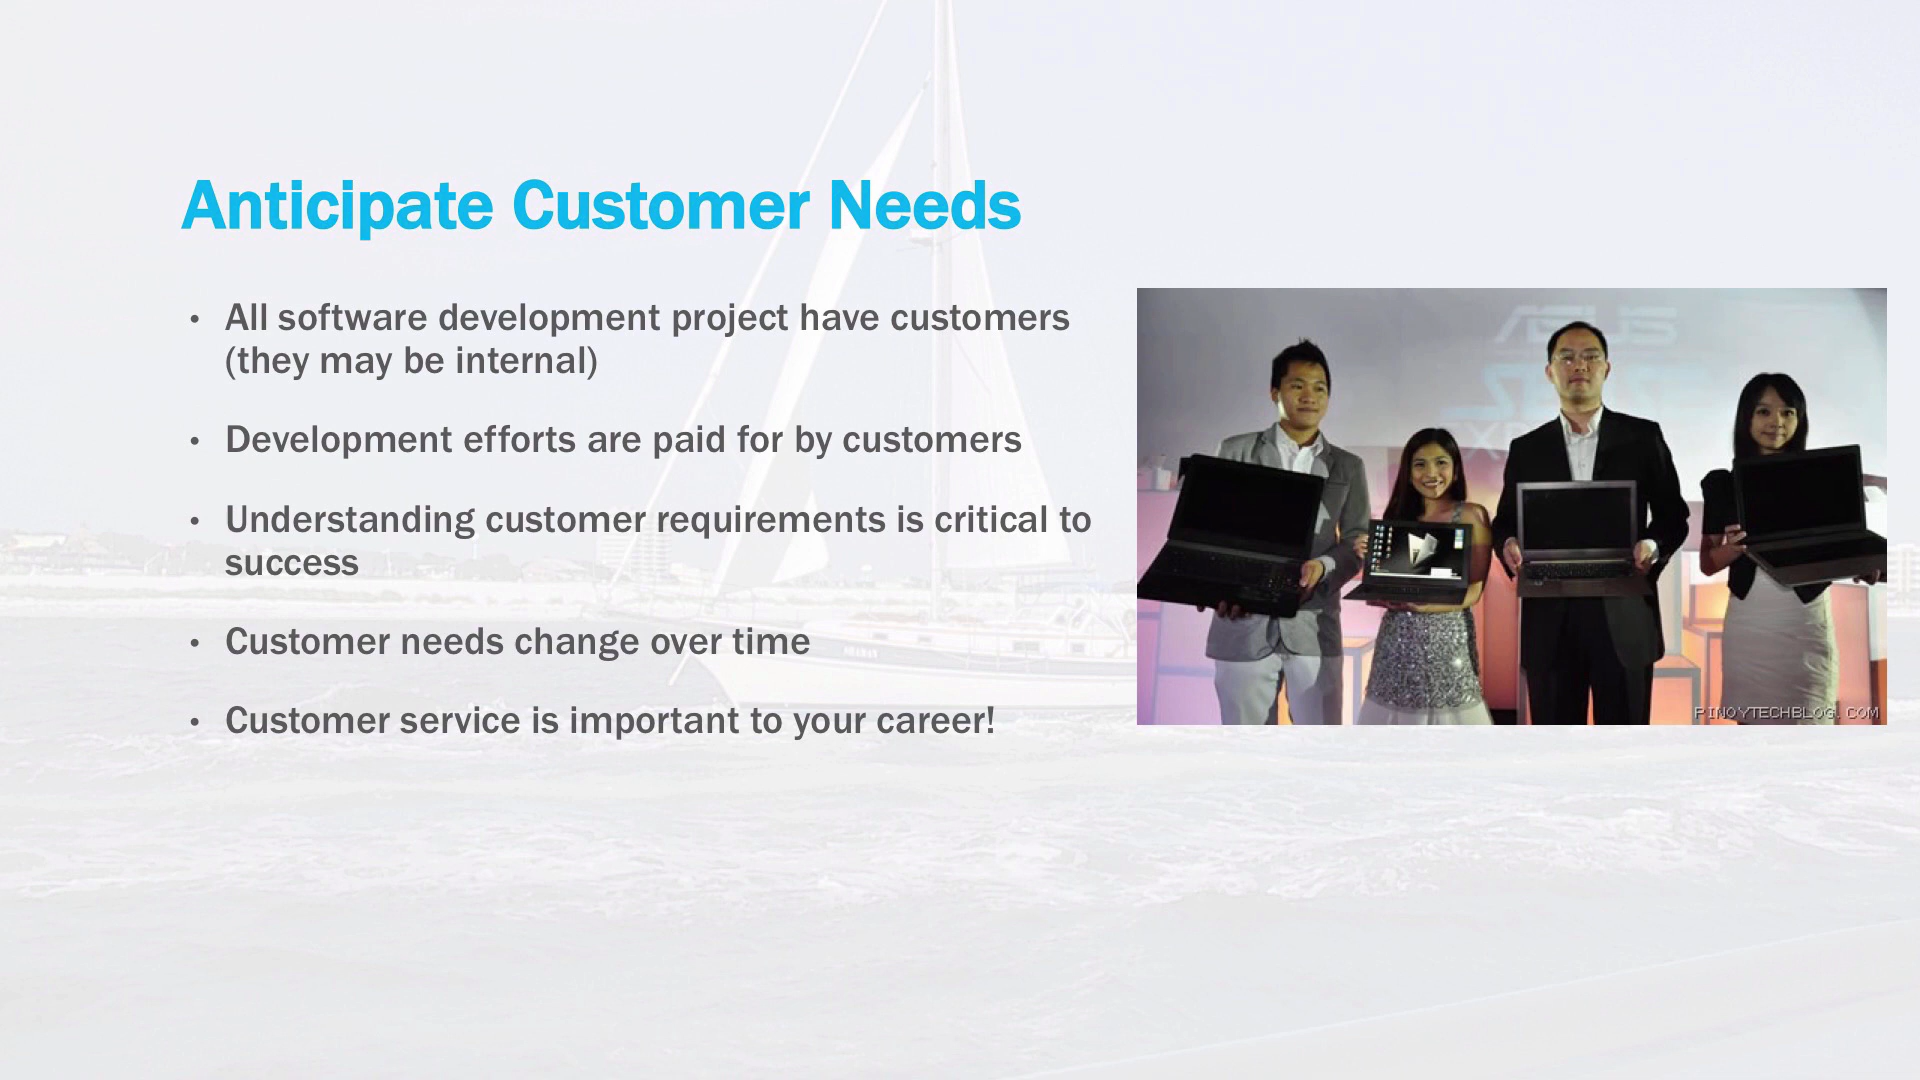 Anticipate Customer Needs
• All software development project have customers
(they may be internal)
• Development efforts are paid for by customers
• Understanding customer requirements is critical to
success
• Customer needs change over time
• Customer service is important to your career!
ASUS
PINOYTECHBLOG.COM